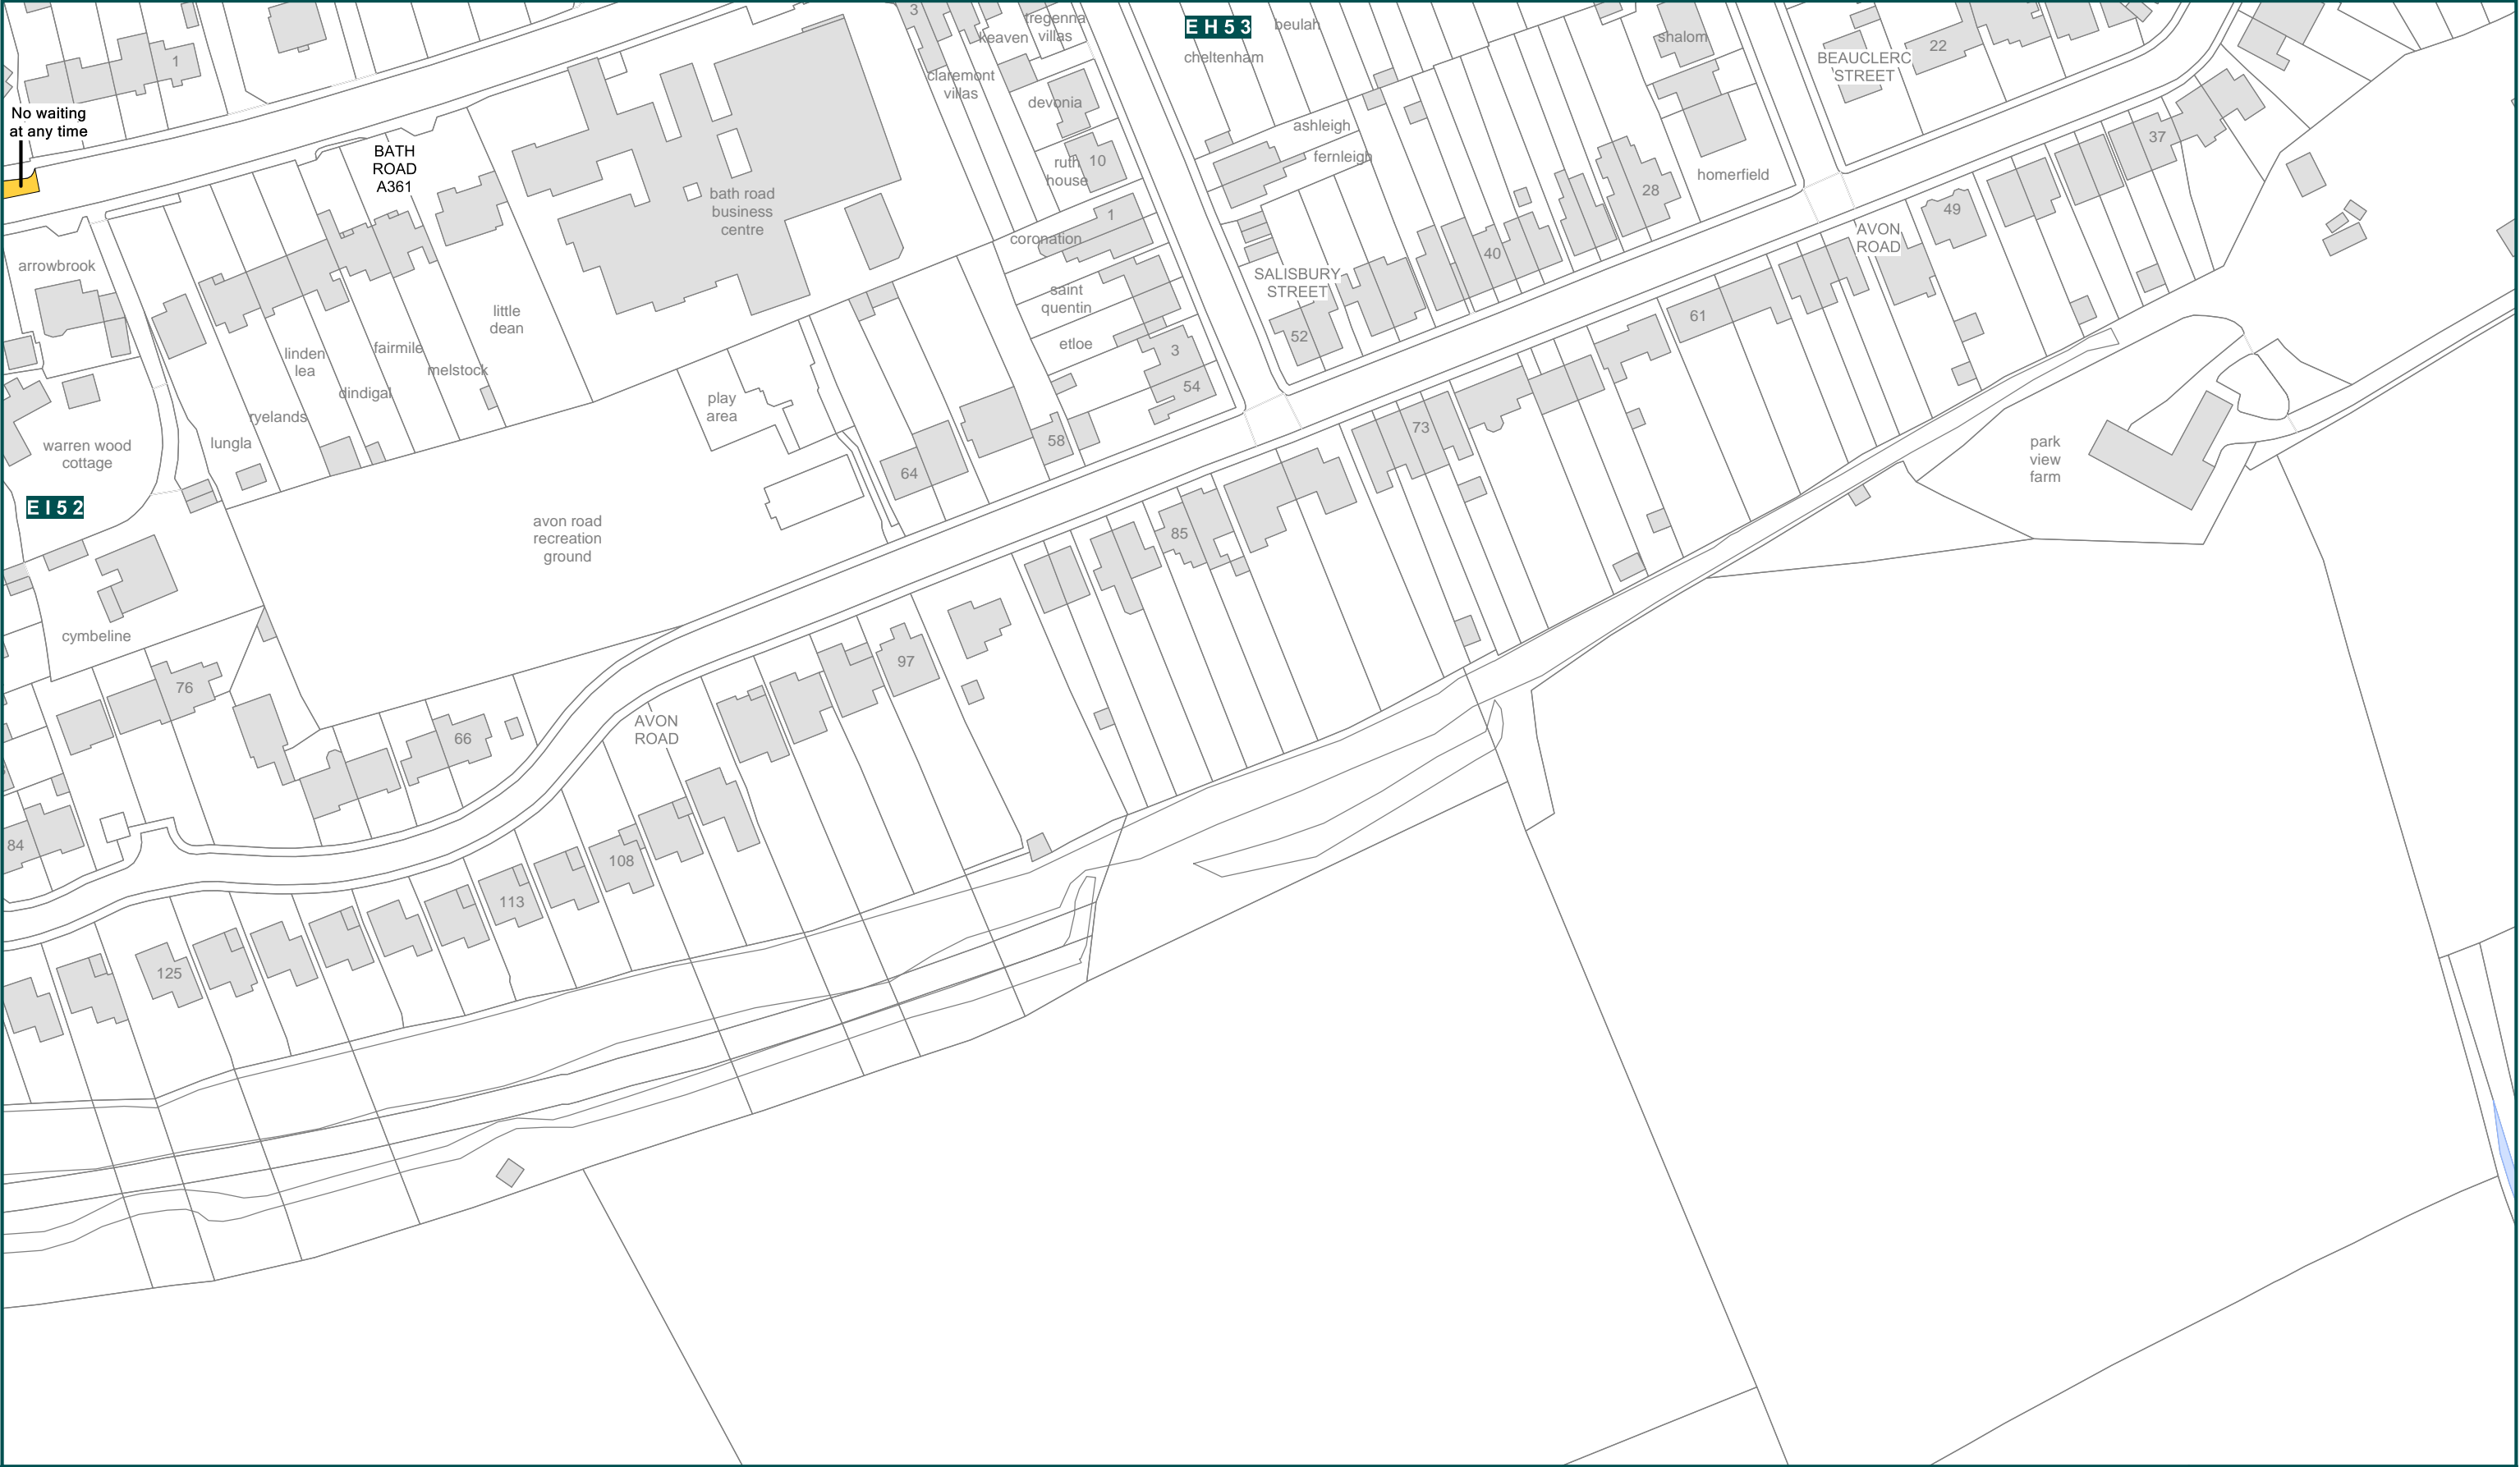 3
tregenna
villas
keaven
E H 5 3
beulah
cheltenham
shalom
22
BEAUCLERC
STREET
1
claremont
villas
devonia
No waiting
at any time
ashleigh
37
BATH
ROAD
A361
ruth
house
10
fernleigh
homerfield
28
bath road
business
centre
1
49
coronation
40
AVON
ROAD
arrowbrook
SALISBURY
STREET
saint
quentin
little
dean
61
52
etloe
3
linden
lea
fairmile
melstock
dindigal
54
play
area
ryelands
73
lungla
58
warren wood
cottage
64
park
view
farm
E I 5 2
avon road
recreation
ground
85
cymbeline
97
76
66
AVON
ROAD
84
108
113
125